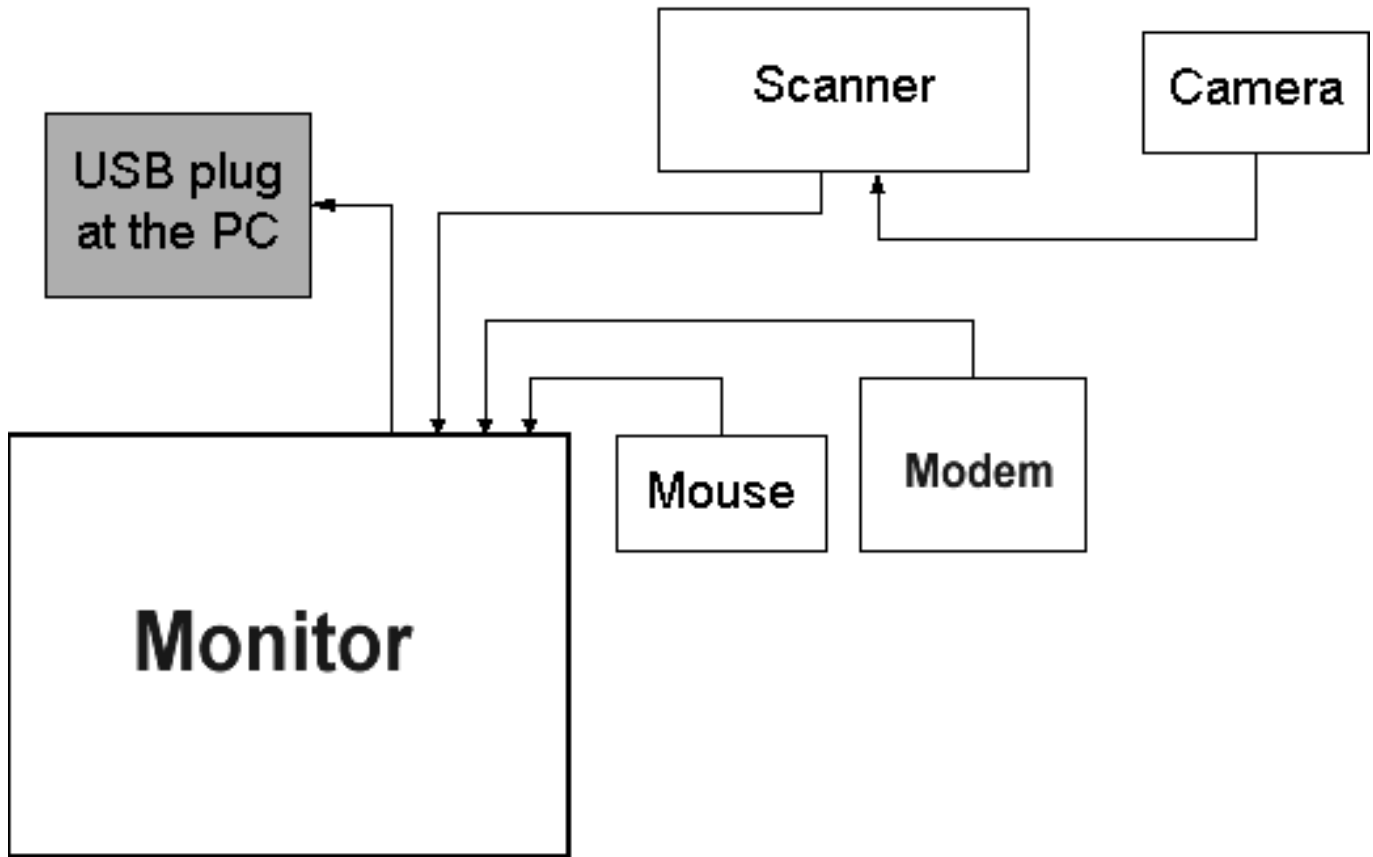 Scanner
Camera
USB plug
at the PC
Mouse
Modem
Monitor